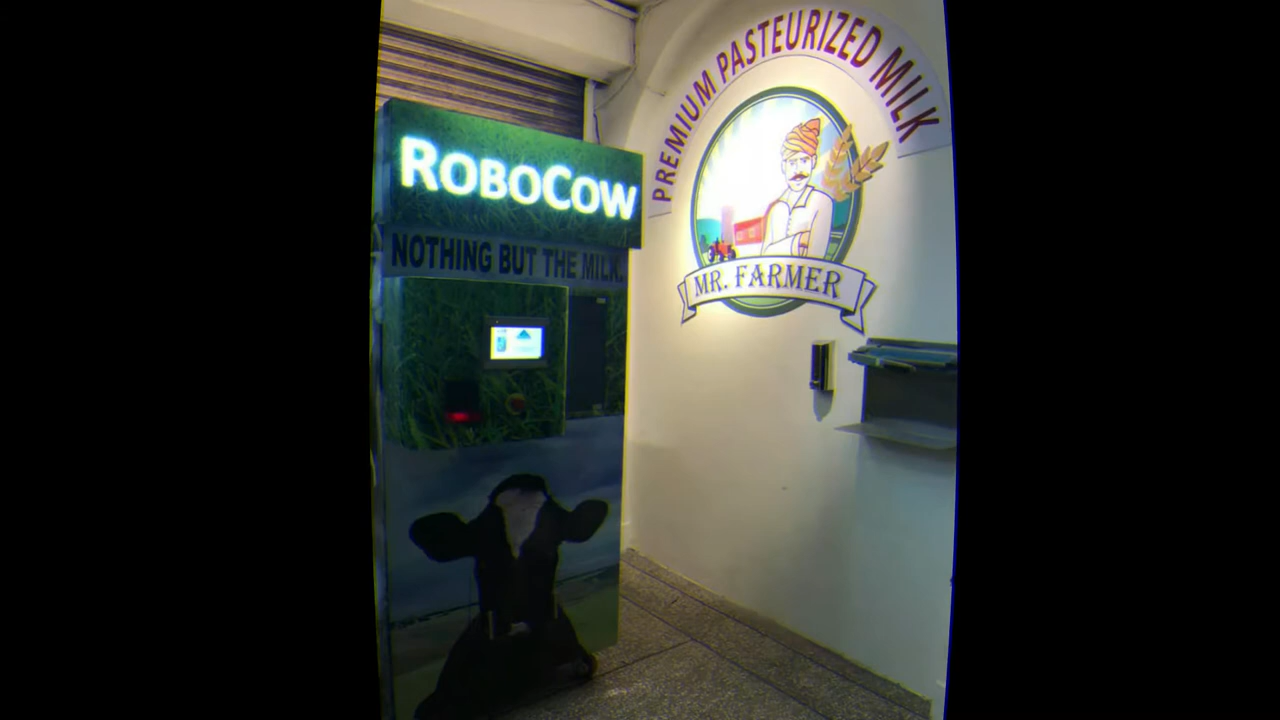 ROBOCOW
NOTHING BUT THE MILK.
PREMIUM PASTEURIZED MILK
MR. FARMER